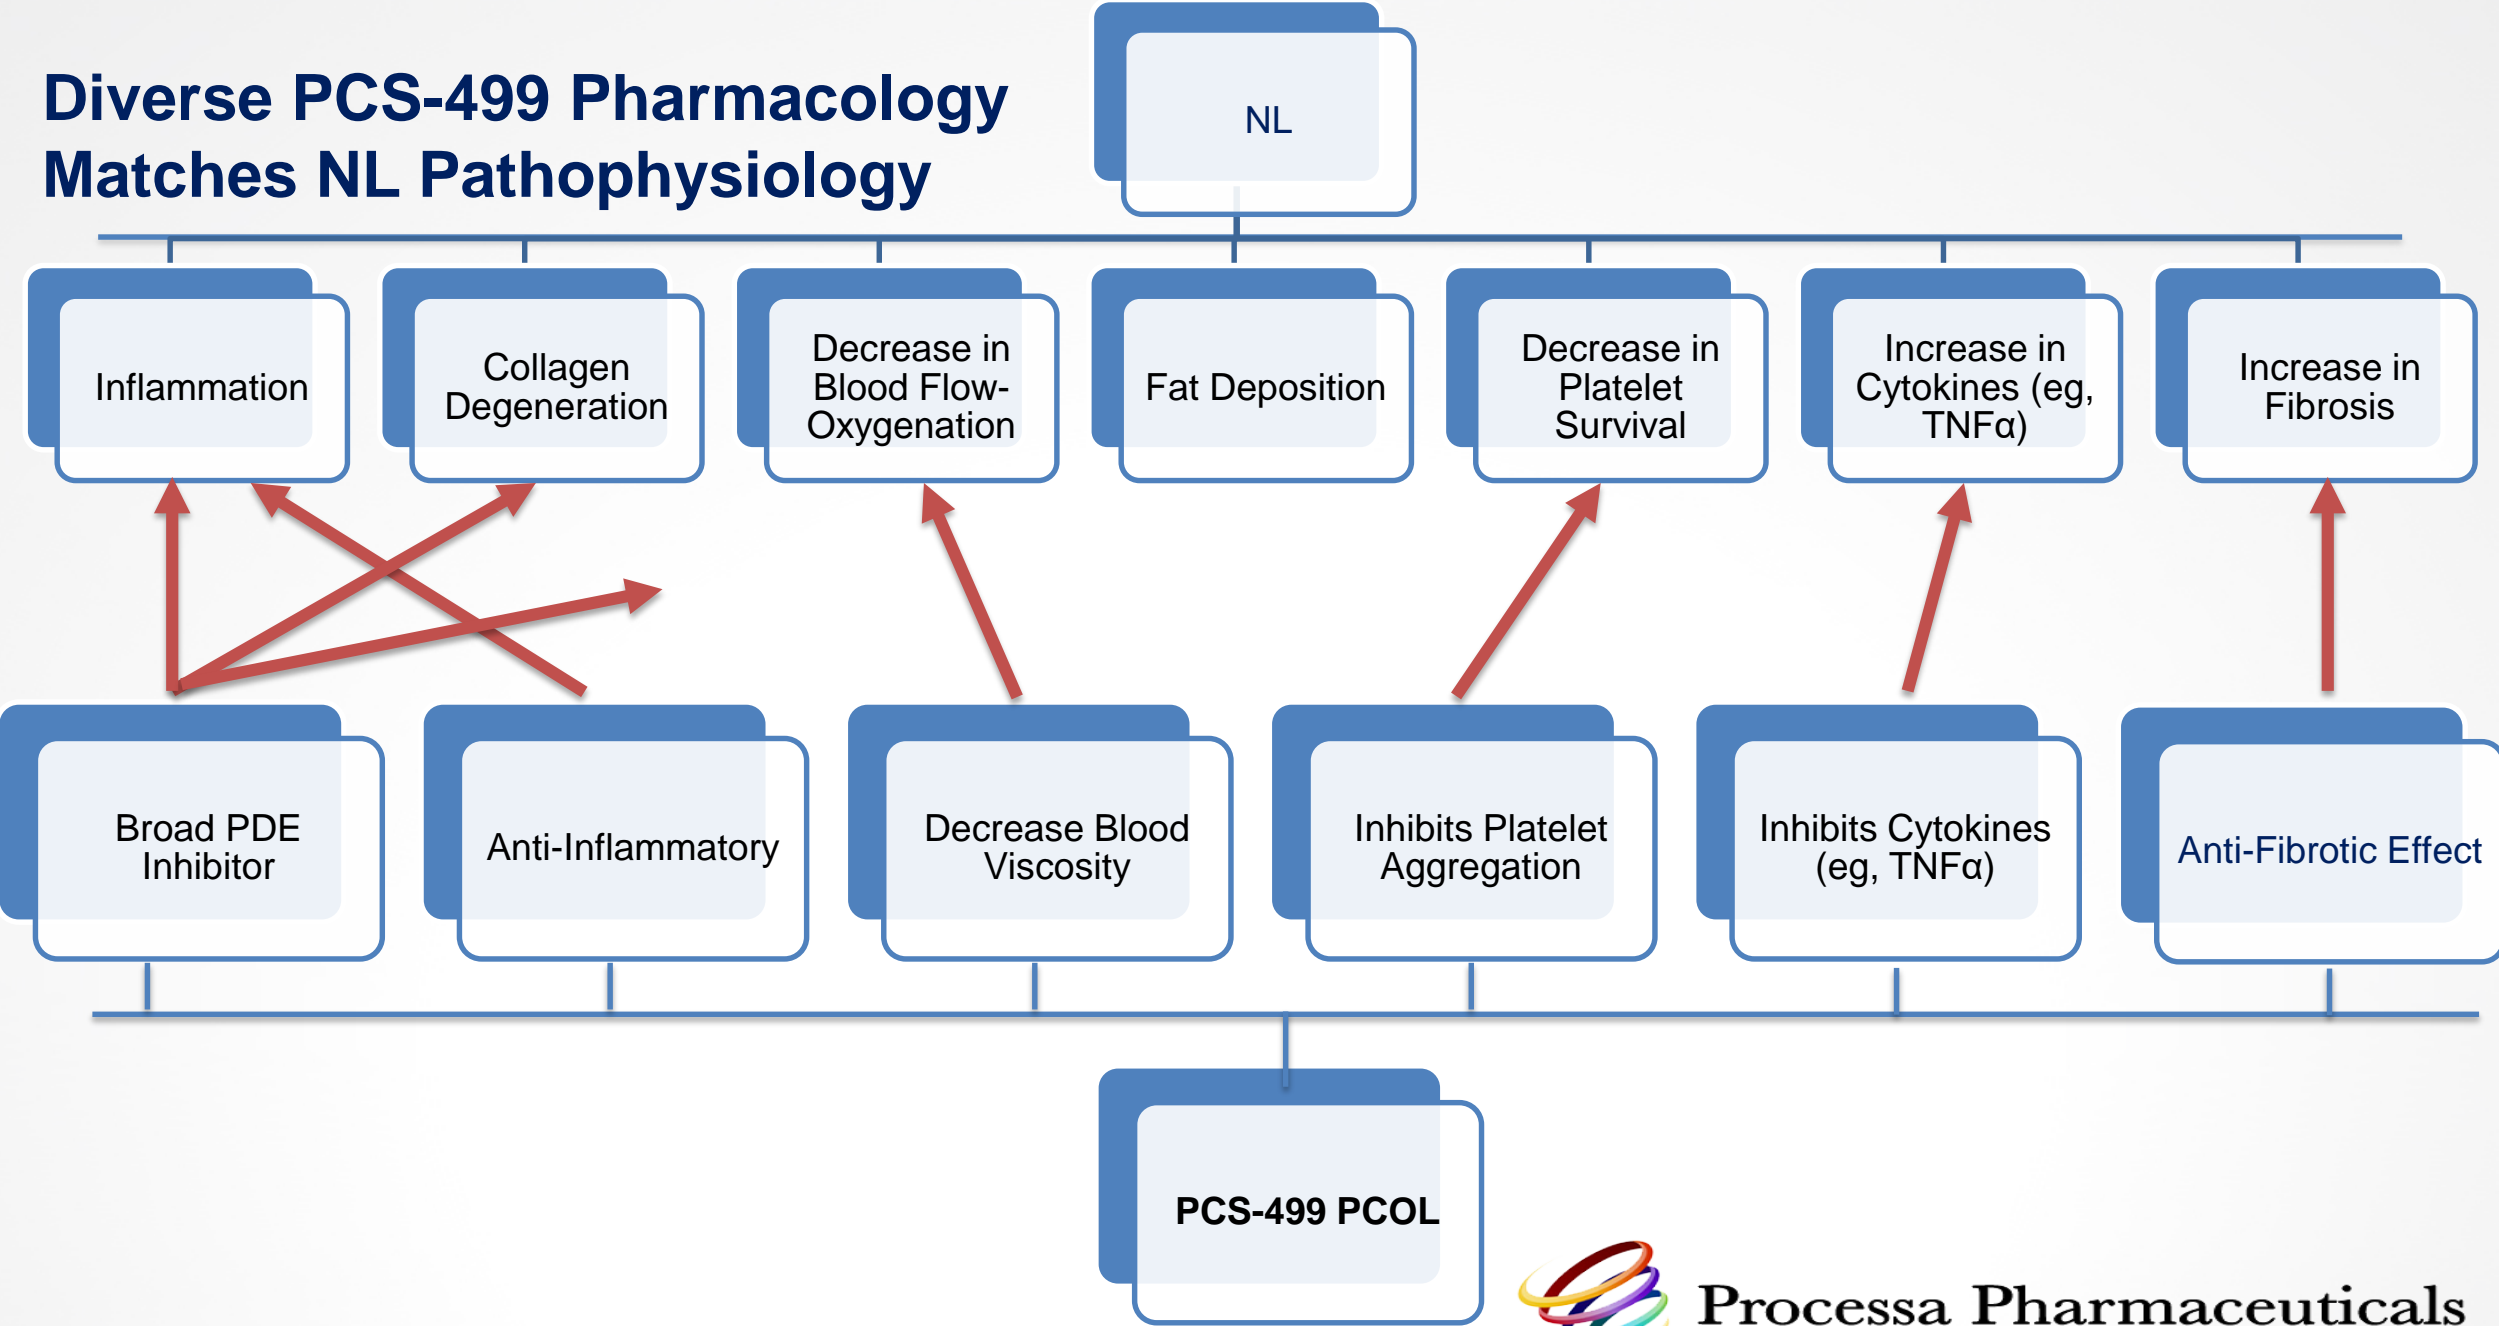 Diverse PCS-499 Pharmacology
Matches NL Pathophysiology
NL
Inflammation
Collagen
Degeneration
Decrease in
Blood Flow-
Oxygenation
Fat Deposition
Decrease in
Platelet
Survival
Increase in
Cytokines (eg,
TNFα)
Increase in
Fibrosis
Broad PDE
Inhibitor
Anti-Inflammatory
Decrease Blood
Viscosity
Inhibits Platelet
Aggregation
Inhibits Cytokines
(eg, TNFα)
Anti-Fibrotic Effect
PCS-499 PCOL
Processa Pharmaceuticals